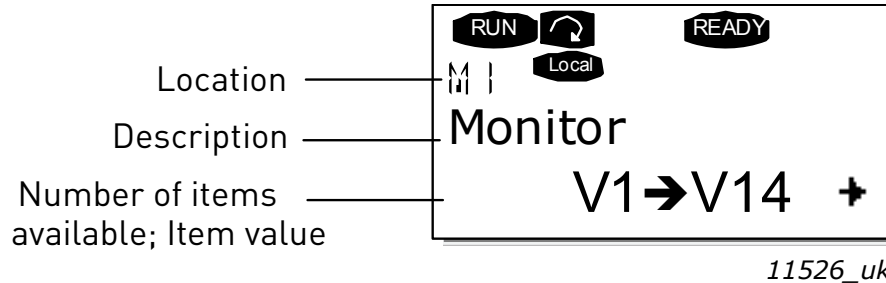 RUN READY
Local
Location M1
Description Monitor
Number of items
available; Item value V1➔V14
11526_uk